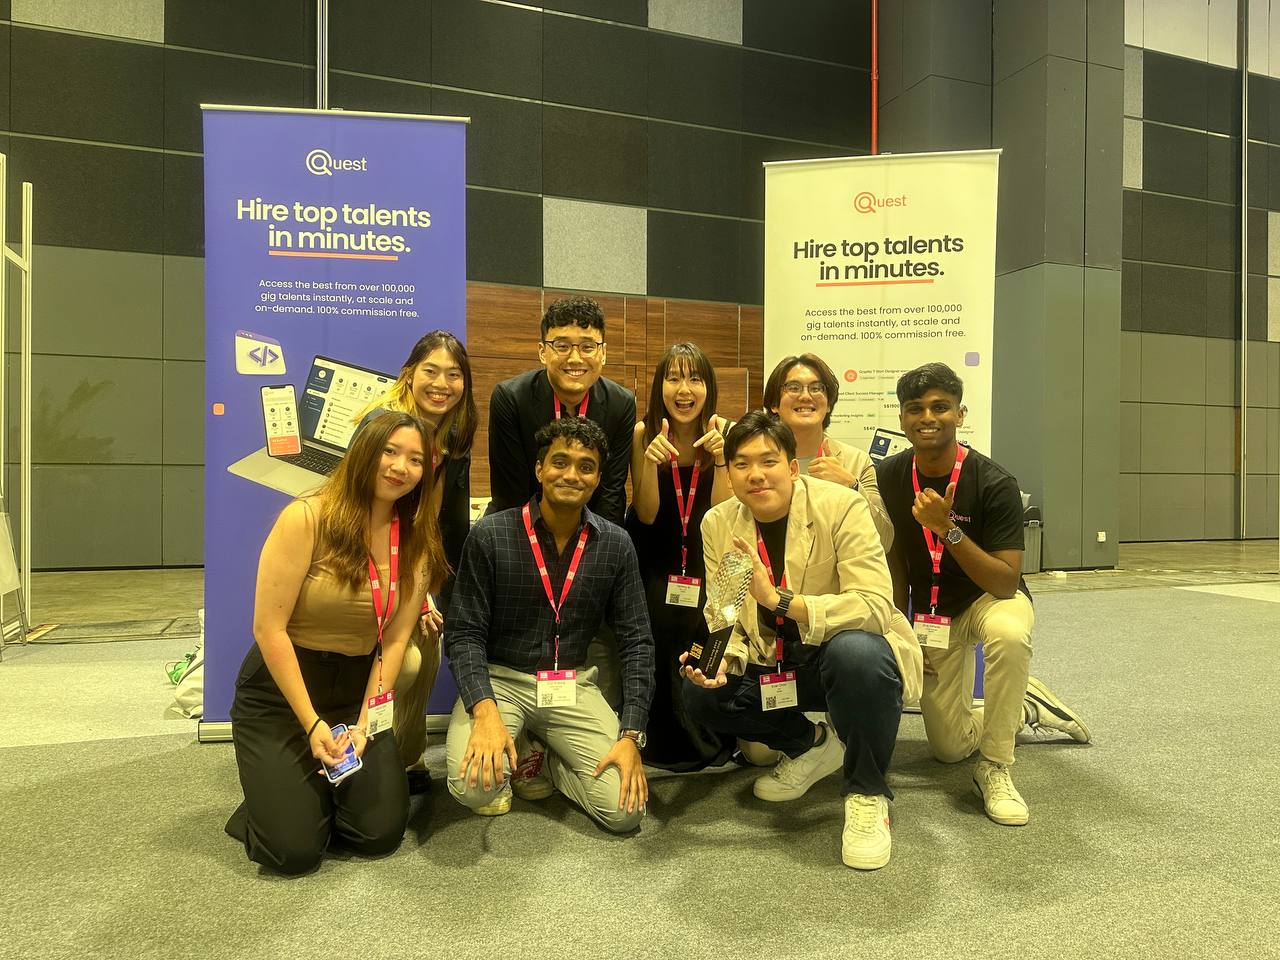 Quest
Hire top talents
in minutes.
Access the best from over 100,000
gig talents instantly, at scale and
on-demand. 100% commission free.
Quest
Hire top talents
in minutes.
Access the best from over 100,000
gig talents instantly, at scale and
on-demand. 100% commission free.
Quest